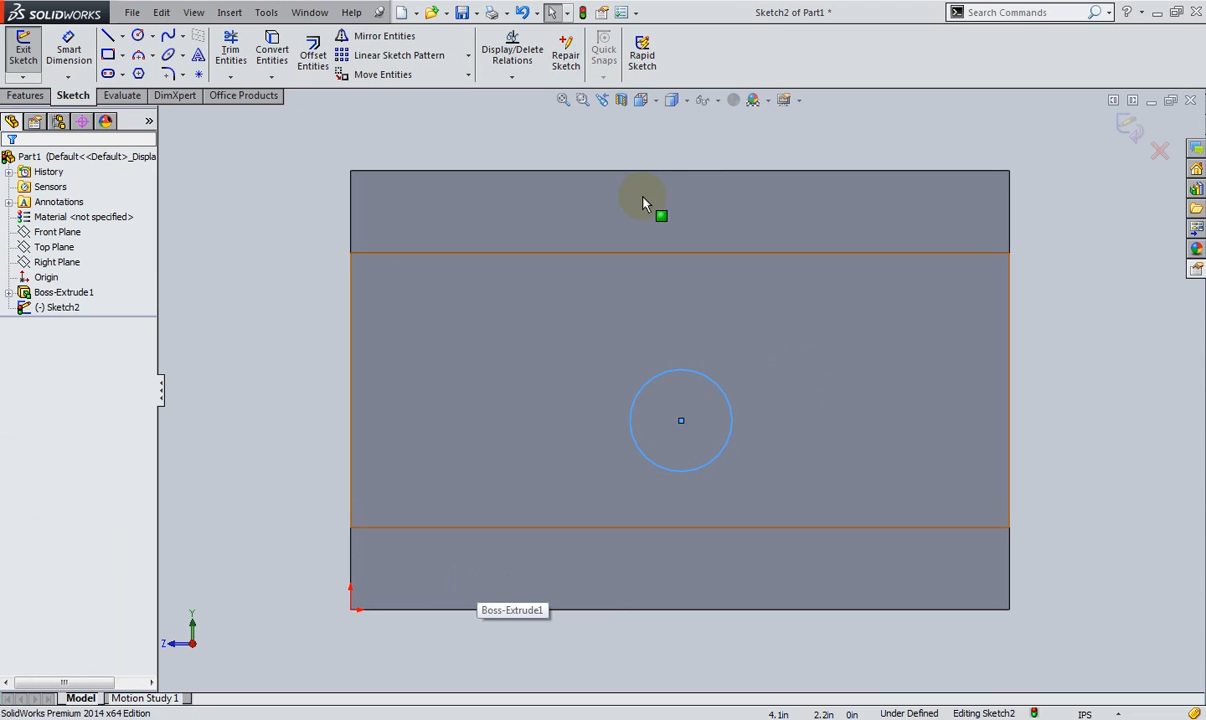 SOLIDWORKS File Edit View Insert Tools Window Help Sketch2 of Part1 * Search Commands
Exit Sketch
Smart Dimension
Trim Entities
Convert Entities
Offset Entities
Mirror Entities
Linear Sketch Pattern
Move Entities
Display/Delete Relations
Repair Sketch
Quick Snaps
Rapid Sketch
Features Sketch Evaluate DimXpert Office Products
Part1 (Default<<Default>_Displa
History
Sensors
Annotations
Material <not specified>
Front Plane
Top Plane
Right Plane
Origin
Boss-Extrude1
(-) Sketch2
Boss-Extrude1
Y
Z
Model Motion Study 1
SolidWorks Premium 2014 x64 Edition 4.1in 2.2in 0in Under Defined Editing Sketch2 IPS